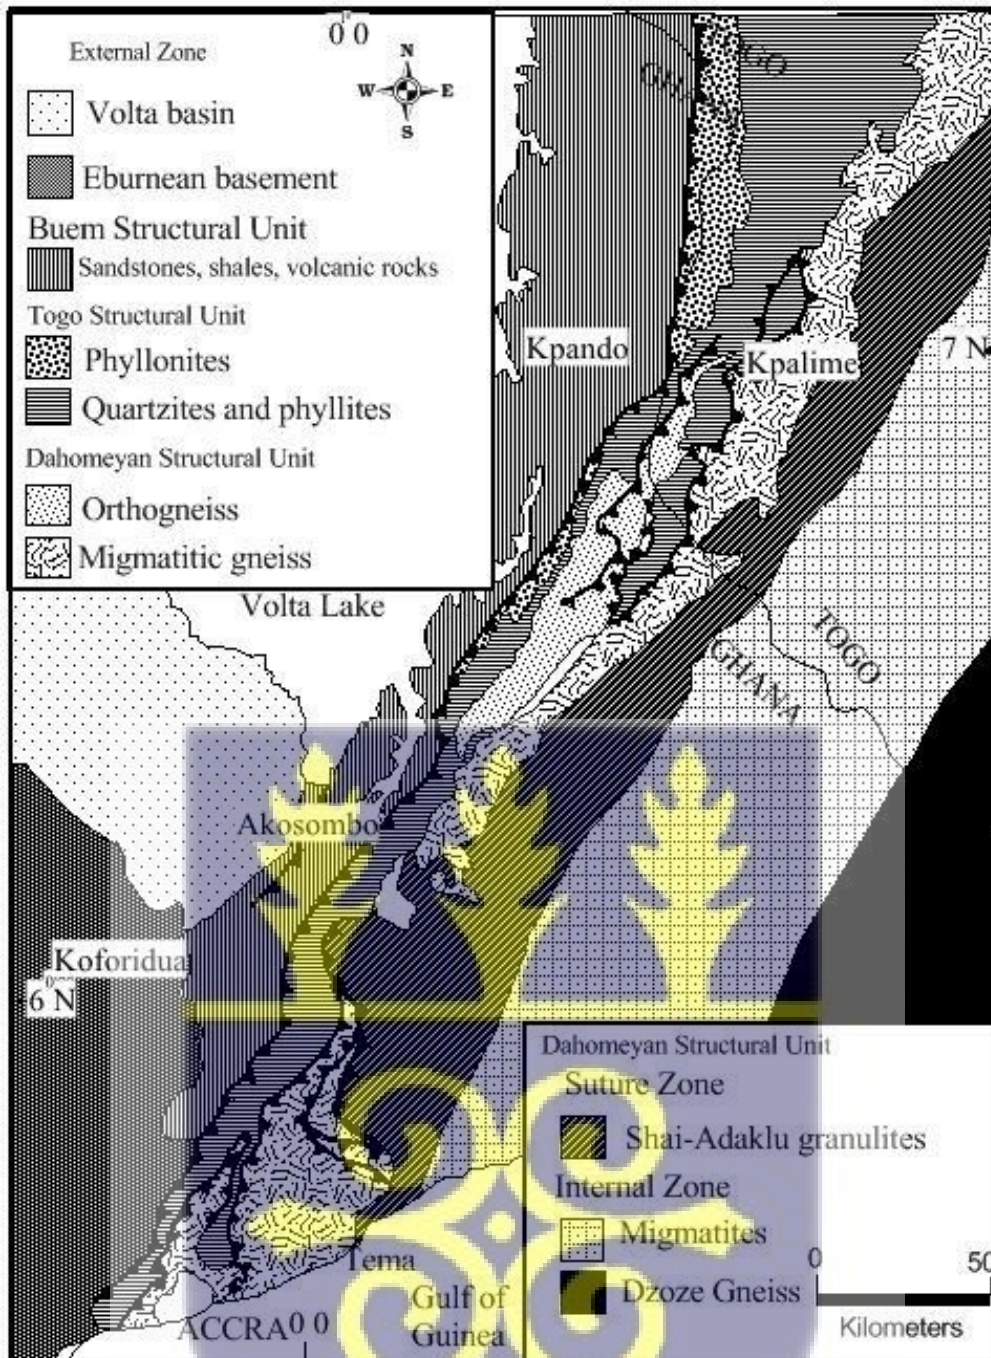 External Zone
0 0
N
W E
S
Volta basin
Eburnean basement
Buem Structural Unit
Sandstones, shales, volcanic rocks
Togo Structural Unit
Phyllonites
Quartzites and phyllites
Dahomeyan Structural Unit
Orthogneiss
Migmatitic gneiss
Kpando
Kpalime
7 N
Volta Lake
TOGO
GHANA
Akosombo
Koforidua
6 N
Dahomeyan Structural Unit
Suture Zone
Shai-Adaklu granulites
Internal Zone
Migmatites
Dzoze Gneiss
0 50
Kilometers
Tema
Gulf of
Guinea
ACCRA 0 0